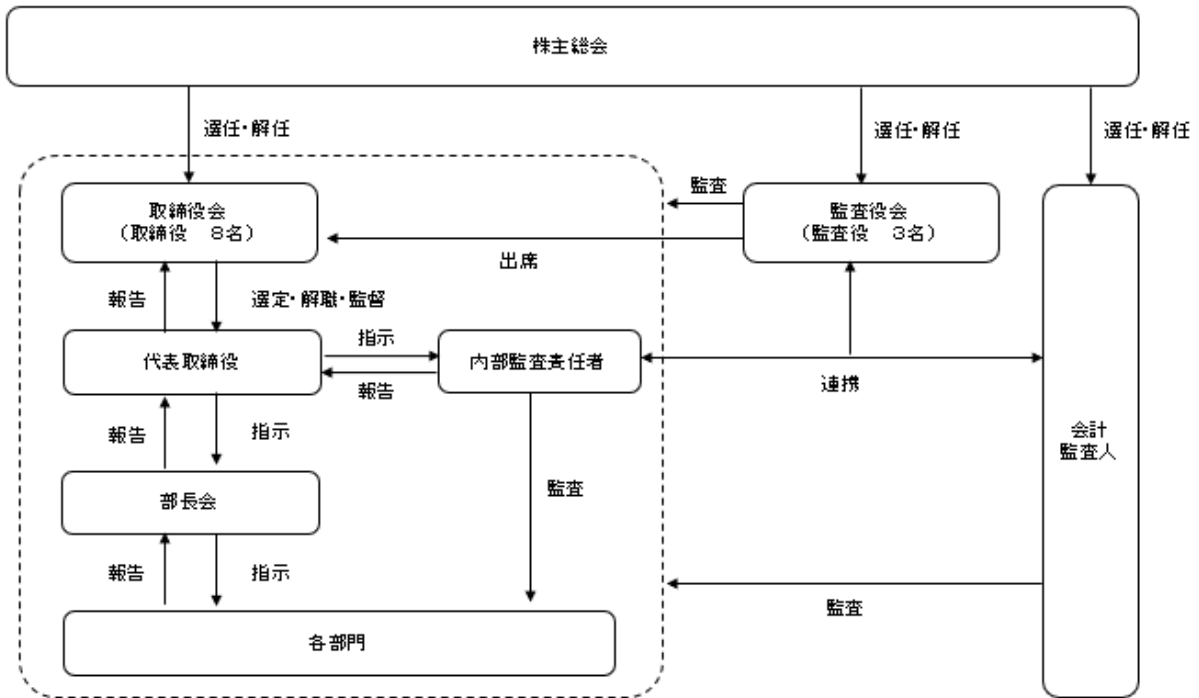 株主総会
選任・解任
選任・解任
選任・解任
取締役会
（取締役　8名）
監査
監査役会
（監査役　3名）
出席
報告
選定・解職・監督
代表取締役
指示
報告
内部監査責任者
連携
報告
指示
会計
監査人
部長会
監査
報告
指示
監査
各部門